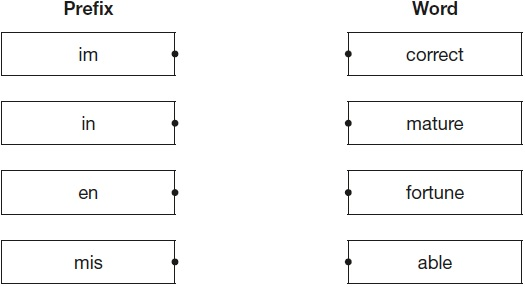 Prefix Word
im correct
in mature
en fortune
mis able